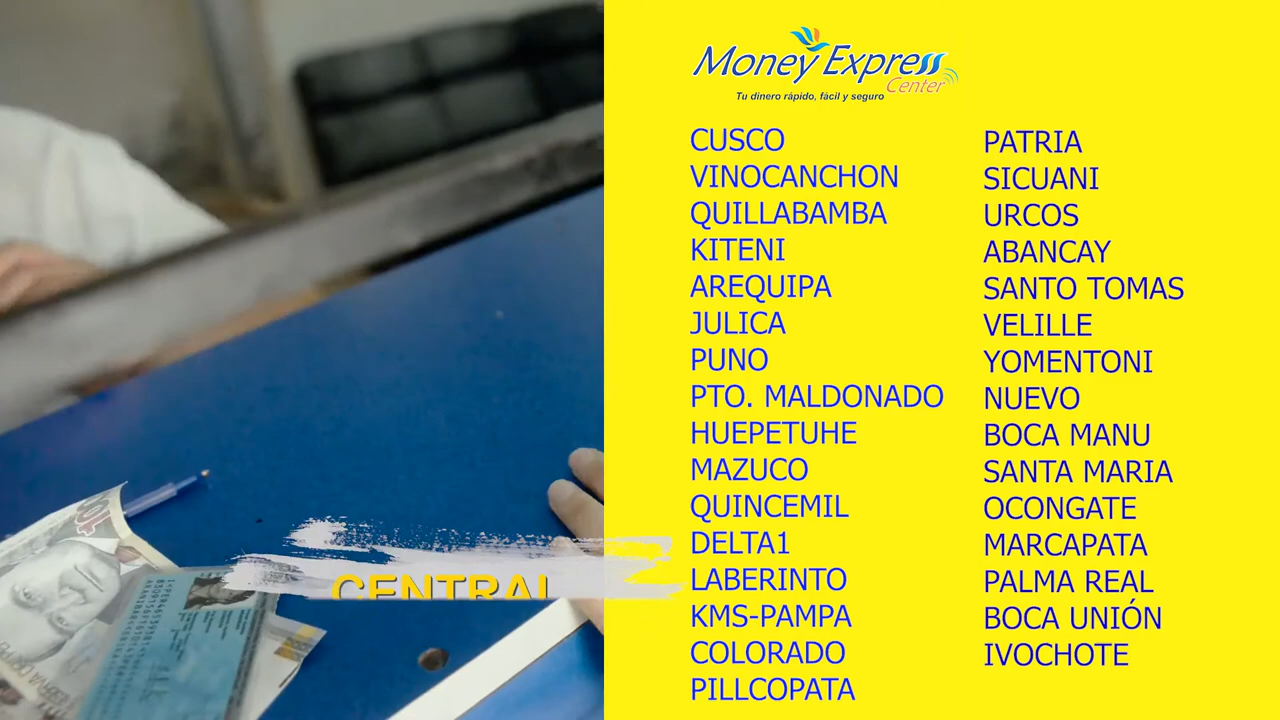 Money Express
Center
Tu dinero rápido, fácil y seguro
CUSCO
VINOCANCHON
QUILLABAMBA
KITENI
AREQUIPA
JULICA
PUNO
PTO. MALDONADO
HUEPETUHE
MAZUCO
QUINCEMIL
DELTA1
LABERINTO
KMS-PAMPA
COLORADO
PILLCOPATA
PATRIA
SICUANI
URCOS
ABANCAY
SANTO TOMAS
VELILLE
YOMENTONI
NUEVO
BOCA MANU
SANTA MARIA
OCONGATE
MARCAPATA
PALMA REAL
BOCA UNIÓN
IVOCHOTE
CENTRAL